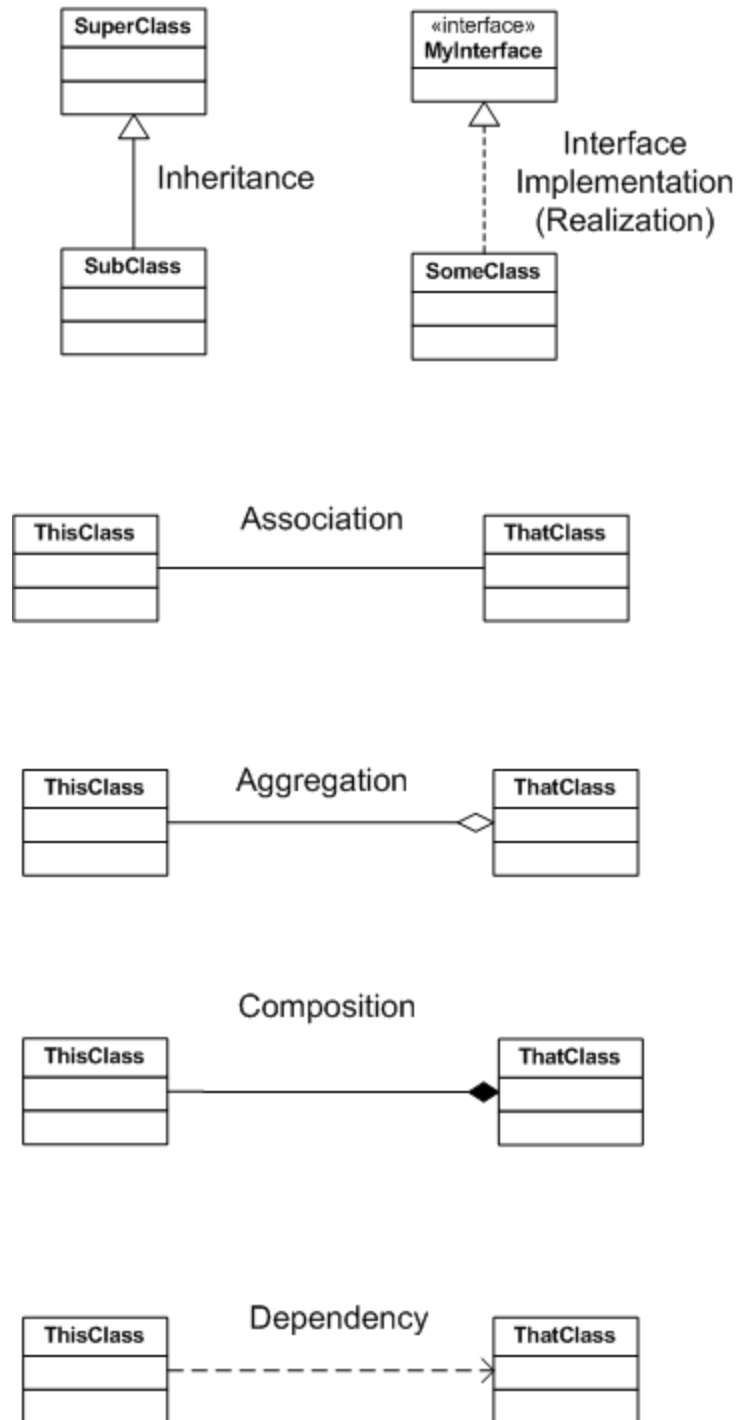 SuperClass
«interface»
MyInterface
Inheritance
Interface
Implementation
(Realization)
SubClass
SomeClass
Association
ThisClass
ThatClass
Aggregation
ThisClass
ThatClass
Composition
ThisClass
ThatClass
Dependency
ThisClass
ThatClass